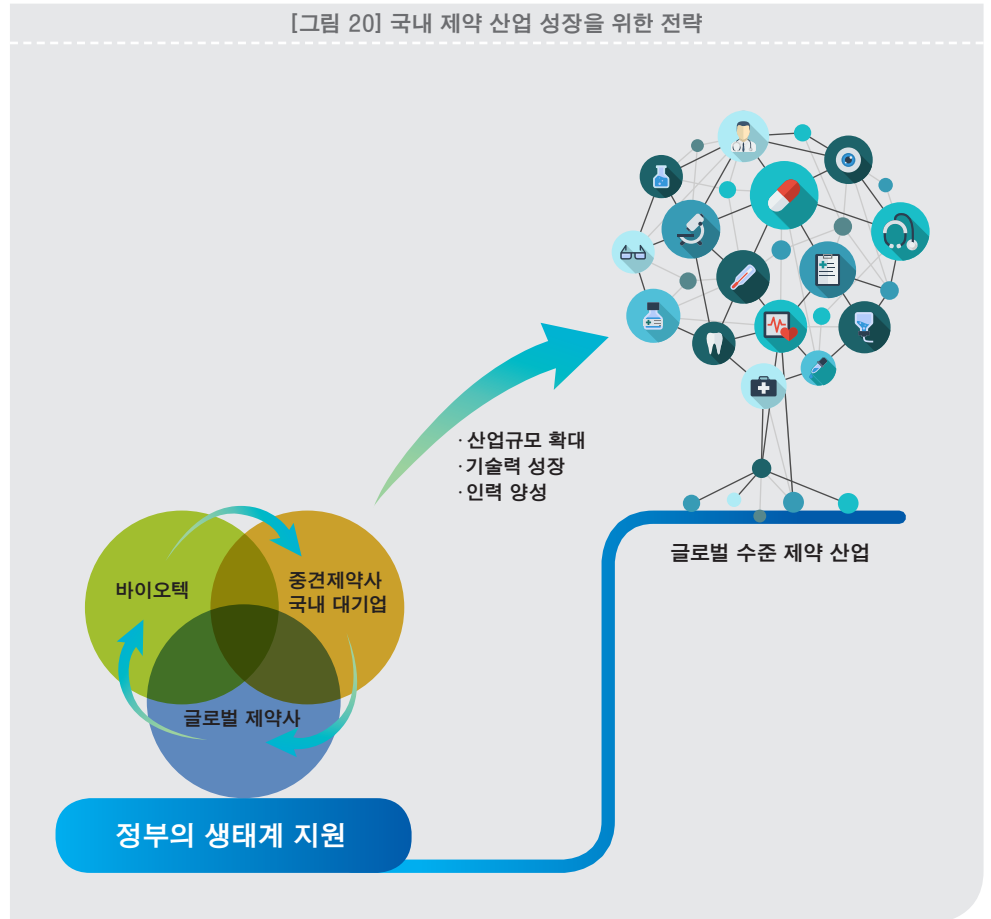 [그림 20] 국내 제약 산업 성장을 위한 전략
· 산업규모 확대
· 기술력 성장
· 인력 양성
글로벌 수준 제약 산업
바이오텍
중견제약사
국내 대기업
글로벌 제약사
정부의 생태계 지원